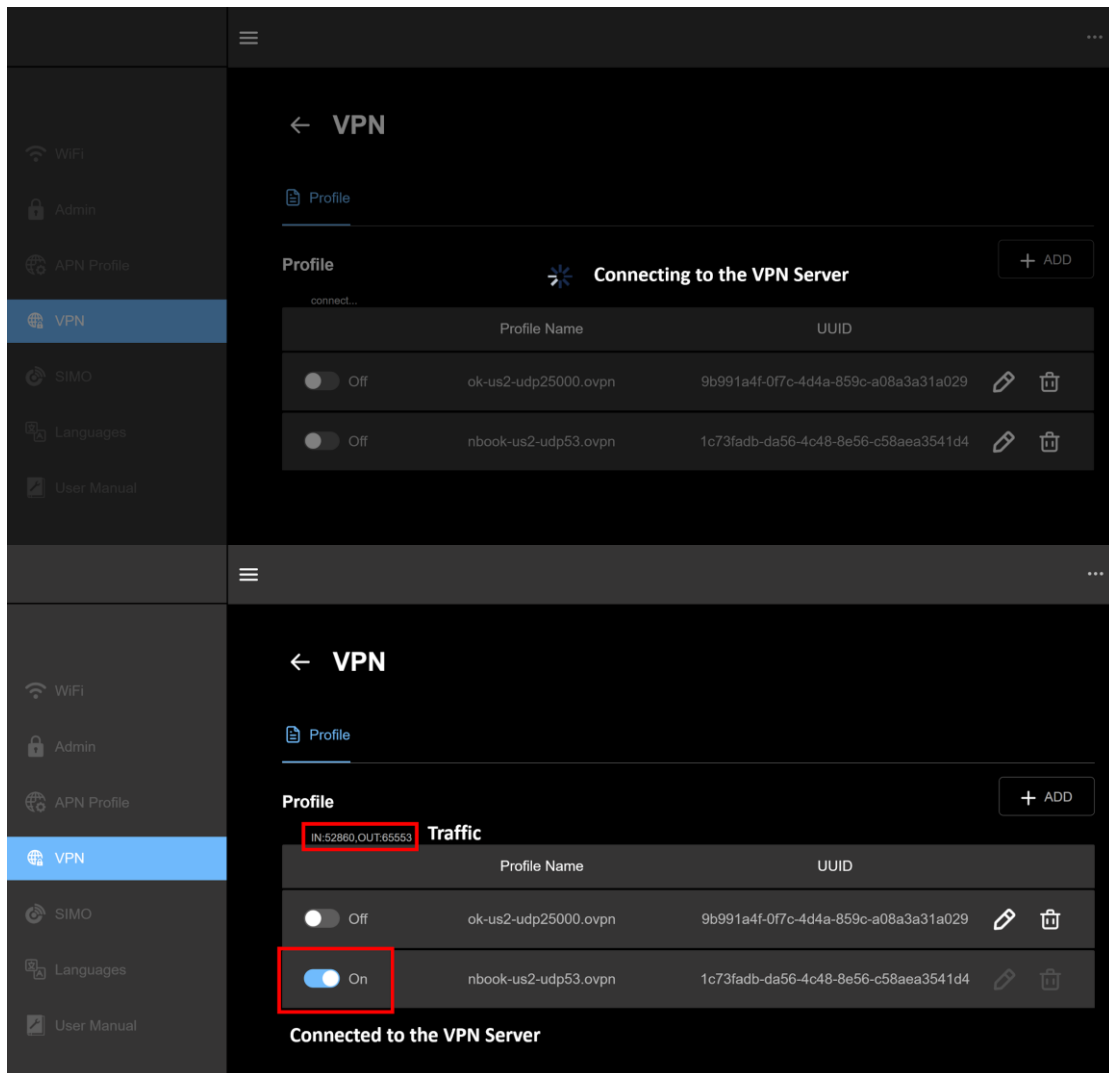 VPN
WiFi
Profile
Admin
APN Profile
Profile
Connecting to the VPN Server
+ ADD
connect...
VPN
Profile Name UUID
SIMO
Off ok-us2-udp25000.ovpn 9b991a4f-0f7c-4d4a-859c-a08a3a31a029
Languages
Off nbook-us2-udp53.ovpn 1c73fadb-da56-4c48-8e56-c58aea3541d4
User Manual
VPN
WiFi
Profile
Admin
APN Profile
Profile
+ ADD
IN:52860,OUT:65553 Traffic
VPN
Profile Name UUID
SIMO
Off ok-us2-udp25000.ovpn 9b991a4f-0f7c-4d4a-859c-a08a3a31a029
Languages
On nbook-us2-udp53.ovpn 1c73fadb-da56-4c48-8e56-c58aea3541d4
User Manual
Connected to the VPN Server